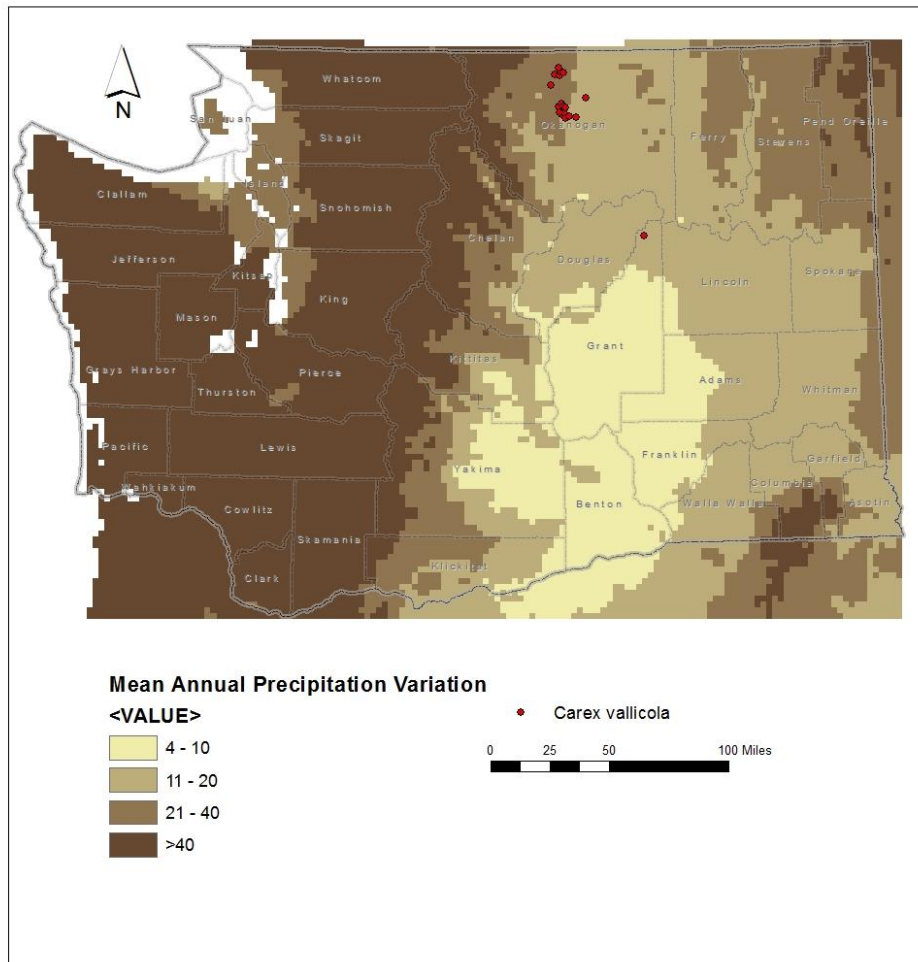 N
Whatcom
San Juan
Skagit
Okanogan
Ferry
Stevens
Pend Oreille
Clallam
Island
Snohomish
Chelan
Jefferson
Kitsap
Douglas
Lincoln
Spokane
King
Mason
Grant
Grays Harbor
Kittitas
Thurston
Pierce
Adams
Whitman
Pacific
Lewis
Yakima
Franklin
Garfield
Wahkiakum
Columbia
Cowlitz
Benton
Walla Walla
Asotin
Skamania
Klickitat
Clark
Mean Annual Precipitation Variation
<VALUE>
4 - 10
11 - 20
21 - 40
>40
Carex vallicola
0 25 50 100 Miles